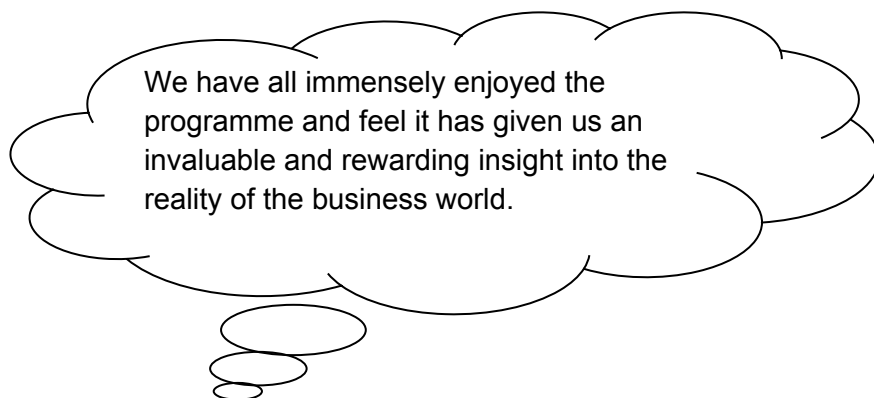 We have all immensely enjoyed the
programme and feel it has given us an
invaluable and rewarding insight into the
reality of the business world.